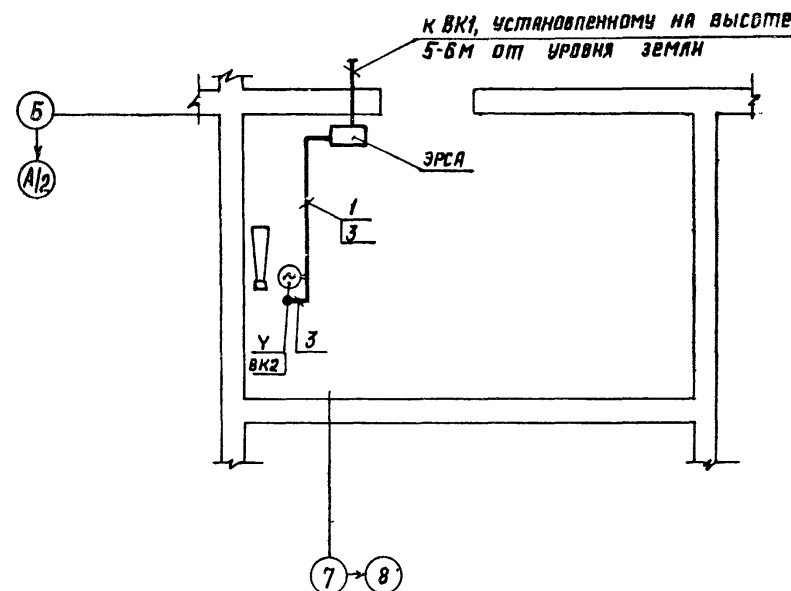 к ВК1, установленному на высоте
5-6м от уровня земли
Б
А/2
ЭРСА
1
3
~
Y
3
ВК2
7
8